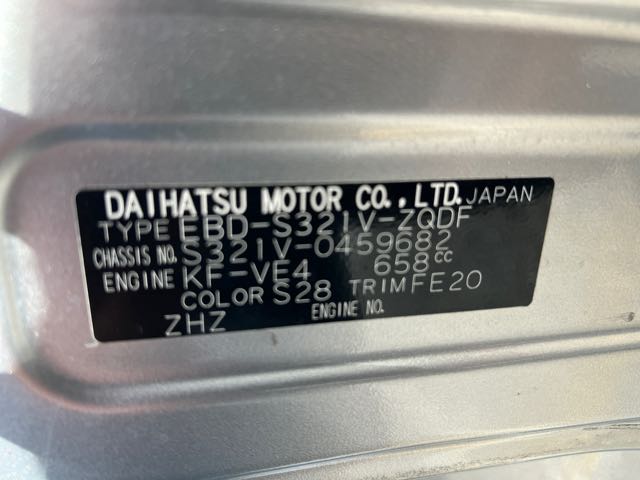 DAIHATSU MOTOR CO., LTD. JAPAN
TYPE EBD-S321V-ZQDF
CHASSIS NO. S321V-0459682
ENGINE KF-VE4 658cc
COLOR S28 TRIM FE20
ZHZ ENGINE NO.